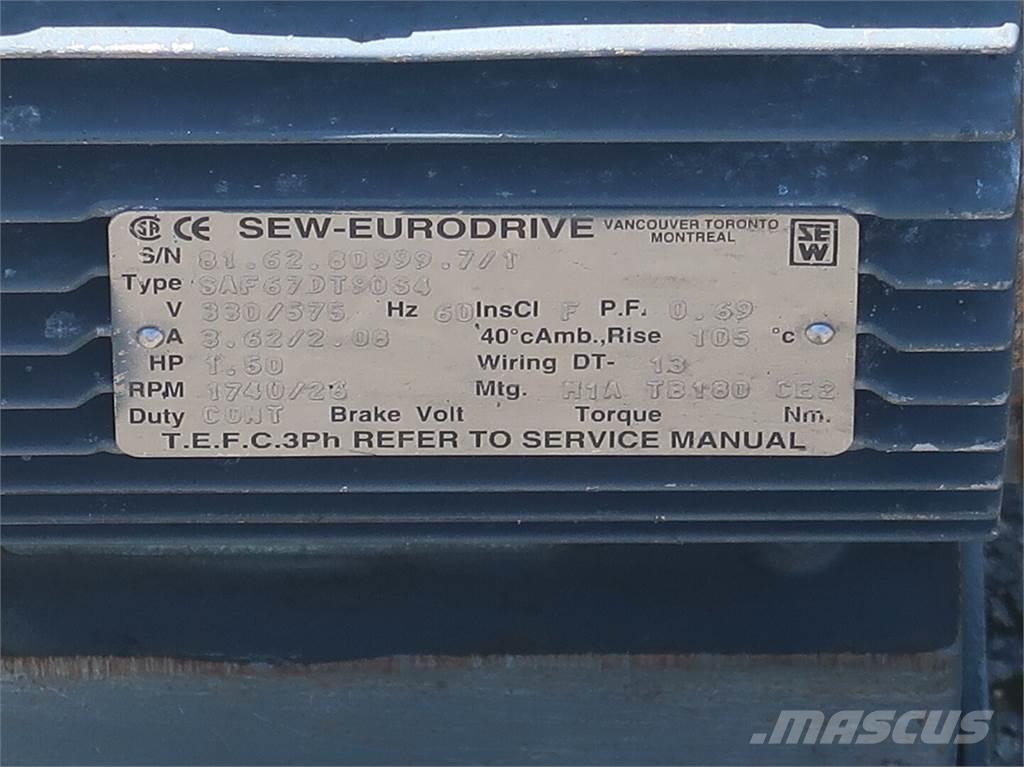 SA CE SEW-EURODRIVE VANCOUVER TORONTO MONTREAL SEW
S/N 81.62.80999.7/1
Type SAF67DT90S4
V 330/575 Hz 60 InsCl F P.F. 0.69
A 3.62/2.08 40°cAmb.,Rise 105 °c
HP 1.50 Wiring DT- 13
RPM 1740/26 Mtg. H1A TB180 CE2
Duty CONT Brake Volt Torque Nm.
T.E.F.C.3Ph REFER TO SERVICE MANUAL
MASCUS